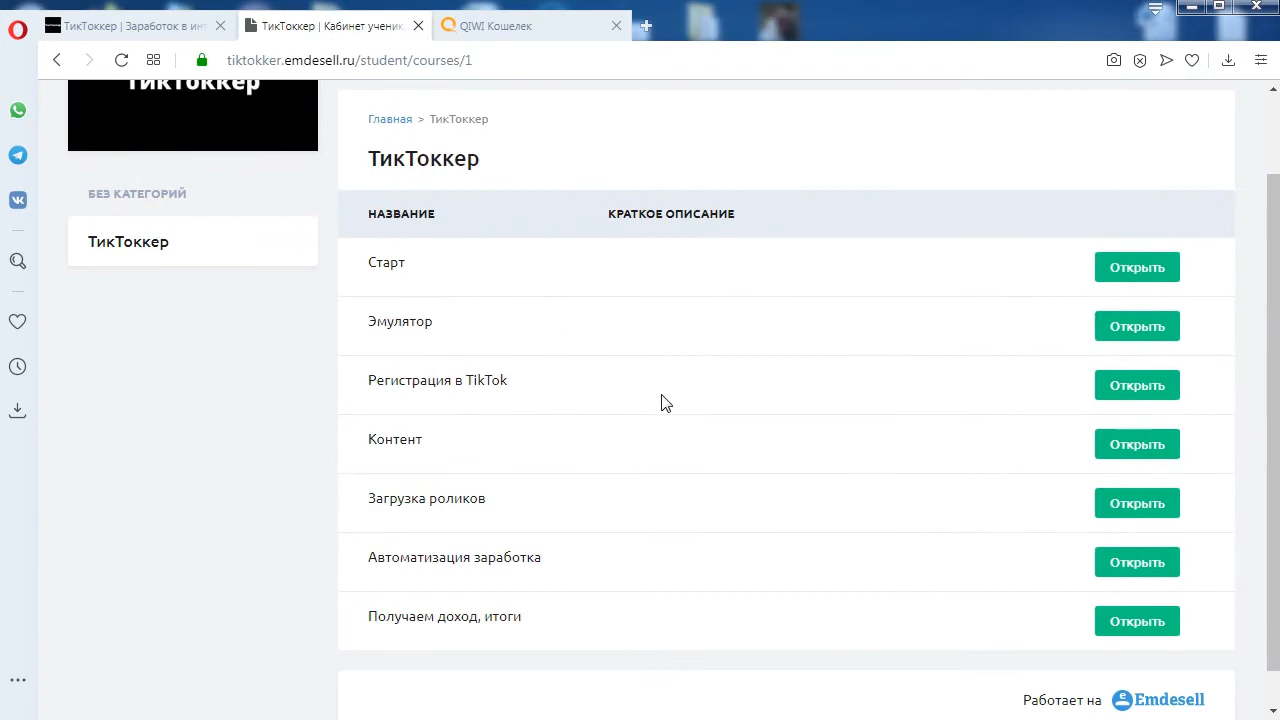 ТикТоккер | Заработок в ин
ТикТоккер | Кабинет ученик
QIWI Кошелек
tiktokker.emdesell.ru/student/courses/1
ТикТоккер
БЕЗ КАТЕГОРИЙ
ТикТоккер
Главная > ТикТоккер
ТикТоккер
НАЗВАНИЕ КРАТКОЕ ОПИСАНИЕ
Старт Открыть
Эмулятор Открыть
Регистрация в TikTok Открыть
Контент Открыть
Загрузка роликов Открыть
Автоматизация заработка Открыть
Получаем доход, итоги Открыть
Работает на Emdesell